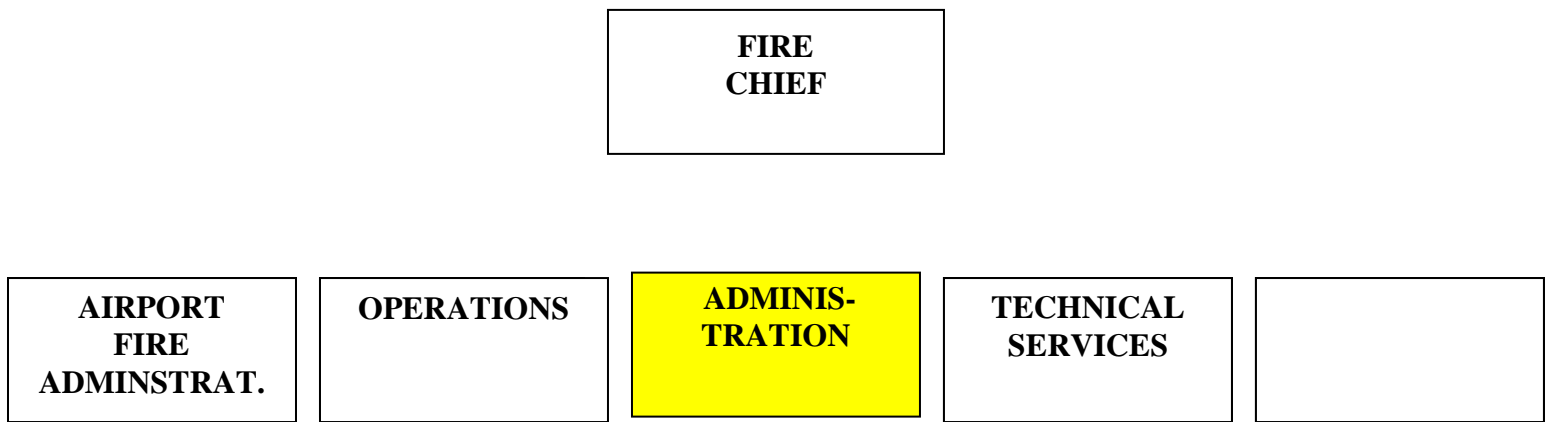 FIRE
CHIEF
AIRPORT
FIRE
ADMINSTRAT.
OPERATIONS
ADMINIS-
TRATION
TECHNICAL
SERVICES